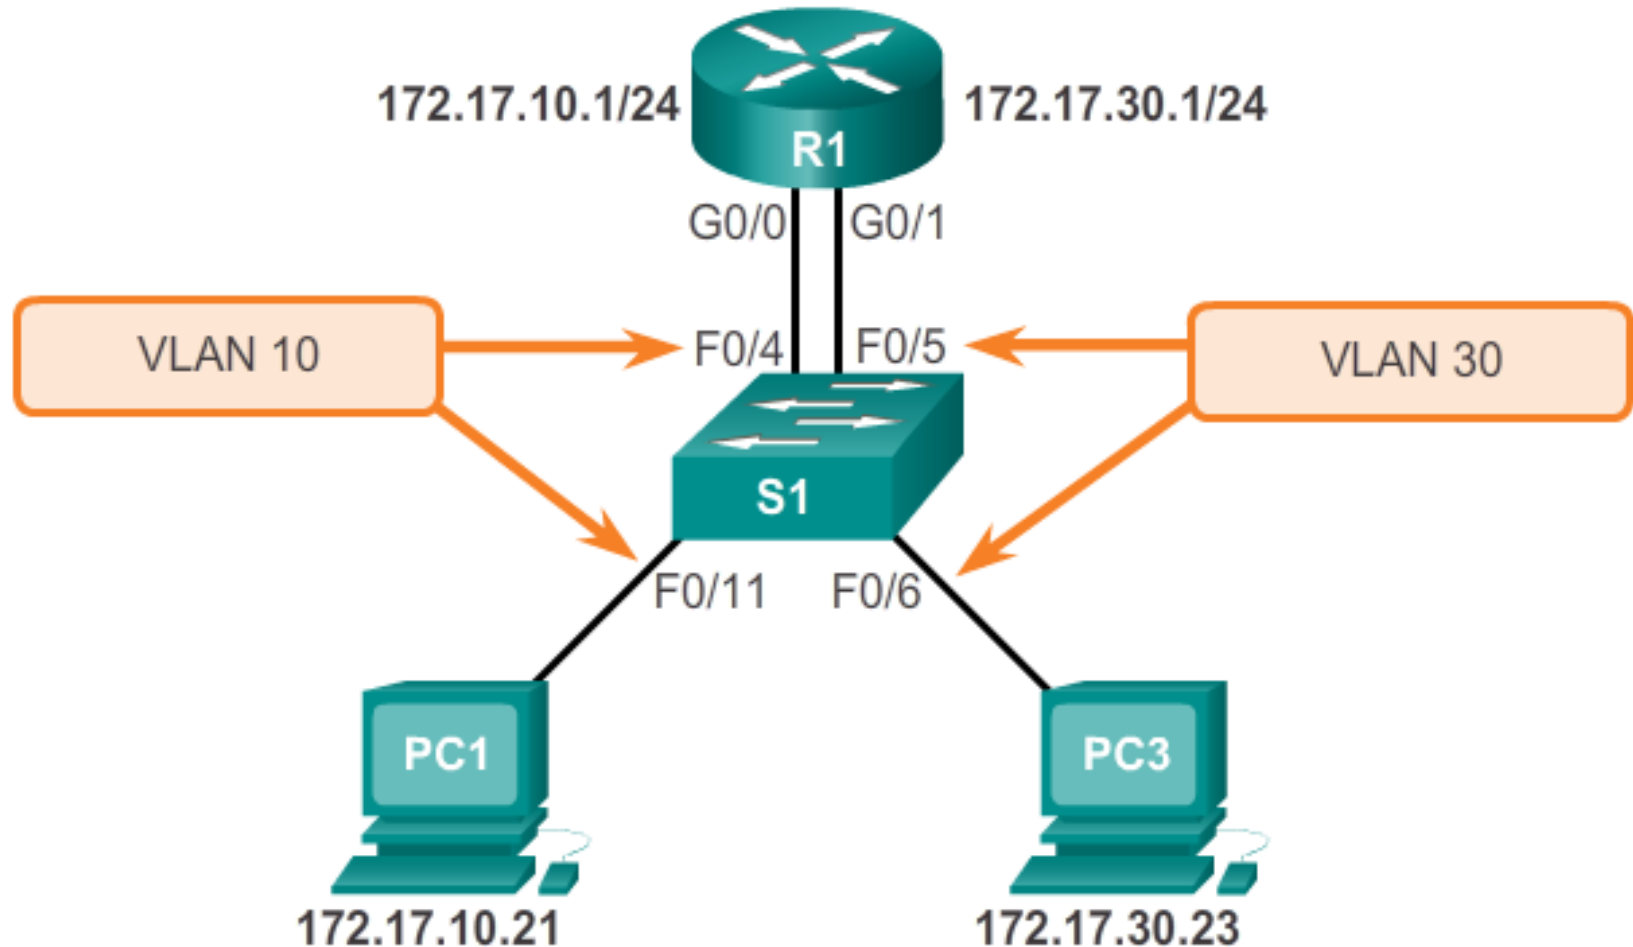 172.17.10.1/24
172.17.30.1/24
R1
G0/0
G0/1
VLAN 10
F0/4
F0/5
VLAN 30
S1
F0/11
F0/6
PC1
PC3
172.17.10.21
172.17.30.23